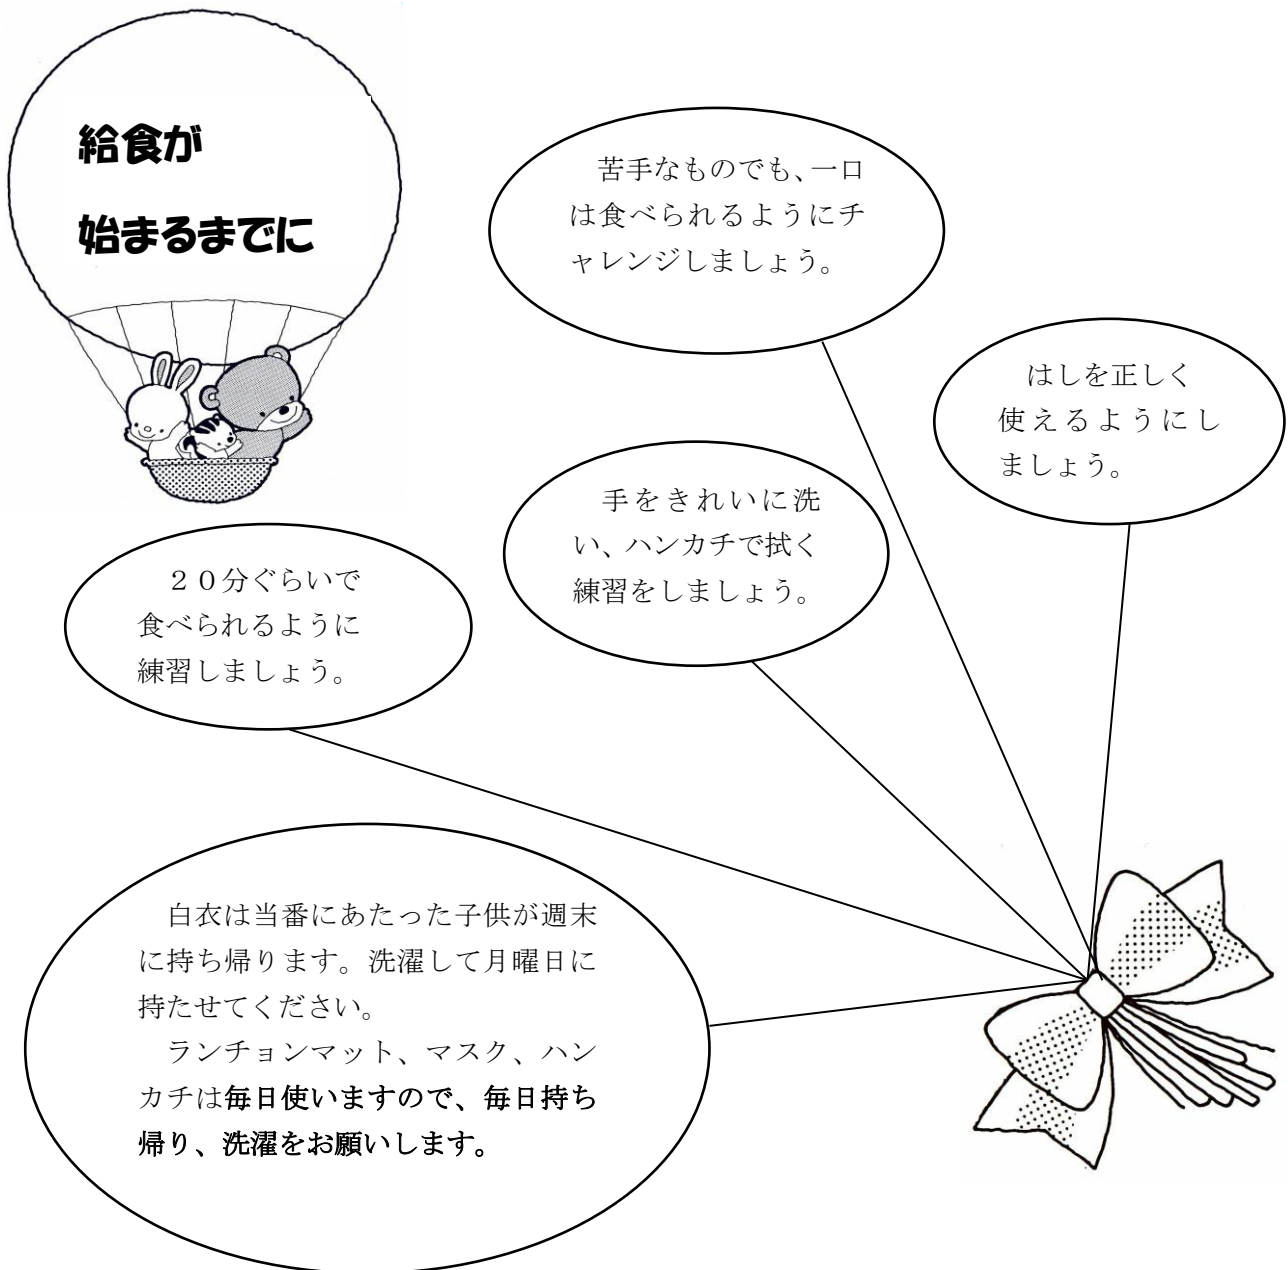 給食が
始まるまでに
苦手なものでも、一口
は食べられるようにチ
ャレンジしましょう。
はしを正しく
使えるようにし
ましょう。
手をきれいに洗
い、ハンカチで拭く
練習をしましょう。
２０分ぐらいで
食べられるように
練習しましょう。
白衣は当番にあたった子供が週末
に持ち帰ります。洗濯して月曜日に
持たせてください。
ランチョンマット、マスク、ハン
カチは毎日使いますので、毎日持ち
帰り、洗濯をお願いします。